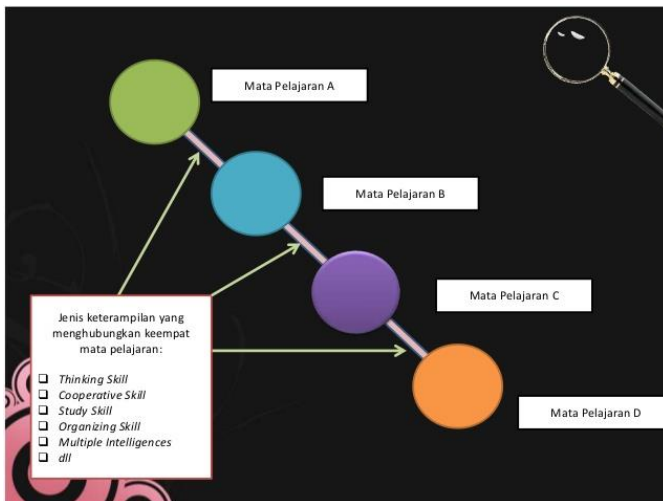 Mata Pelajaran A
Mata Pelajaran B
Mata Pelajaran C
Mata Pelajaran D
Jenis keterampilan yang
menghubungkan keempat
mata pelajaran:
❑ Thinking Skill
❑ Cooperative Skill
❑ Study Skill
❑ Organizing Skill
❑ Multiple Intelligences
❑ dll